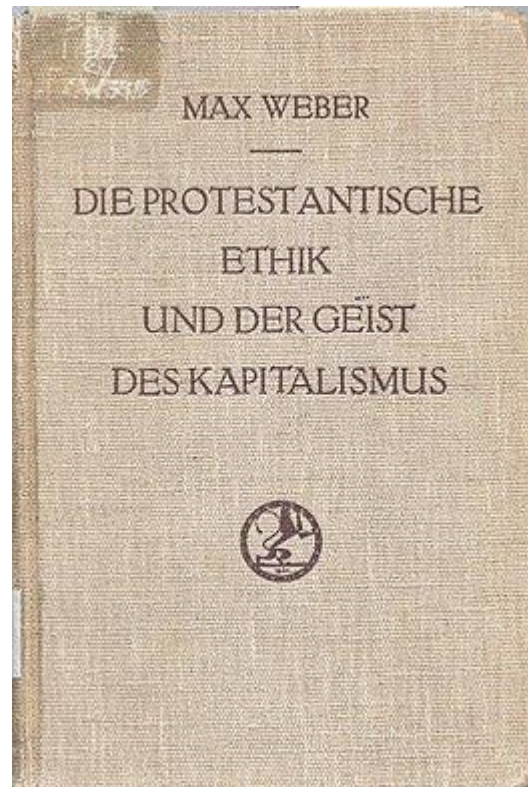 MAX WEBER
DIE PROTESTANTISCHE
ETHIK
UND DER GEIST
DES KAPITALISMUS